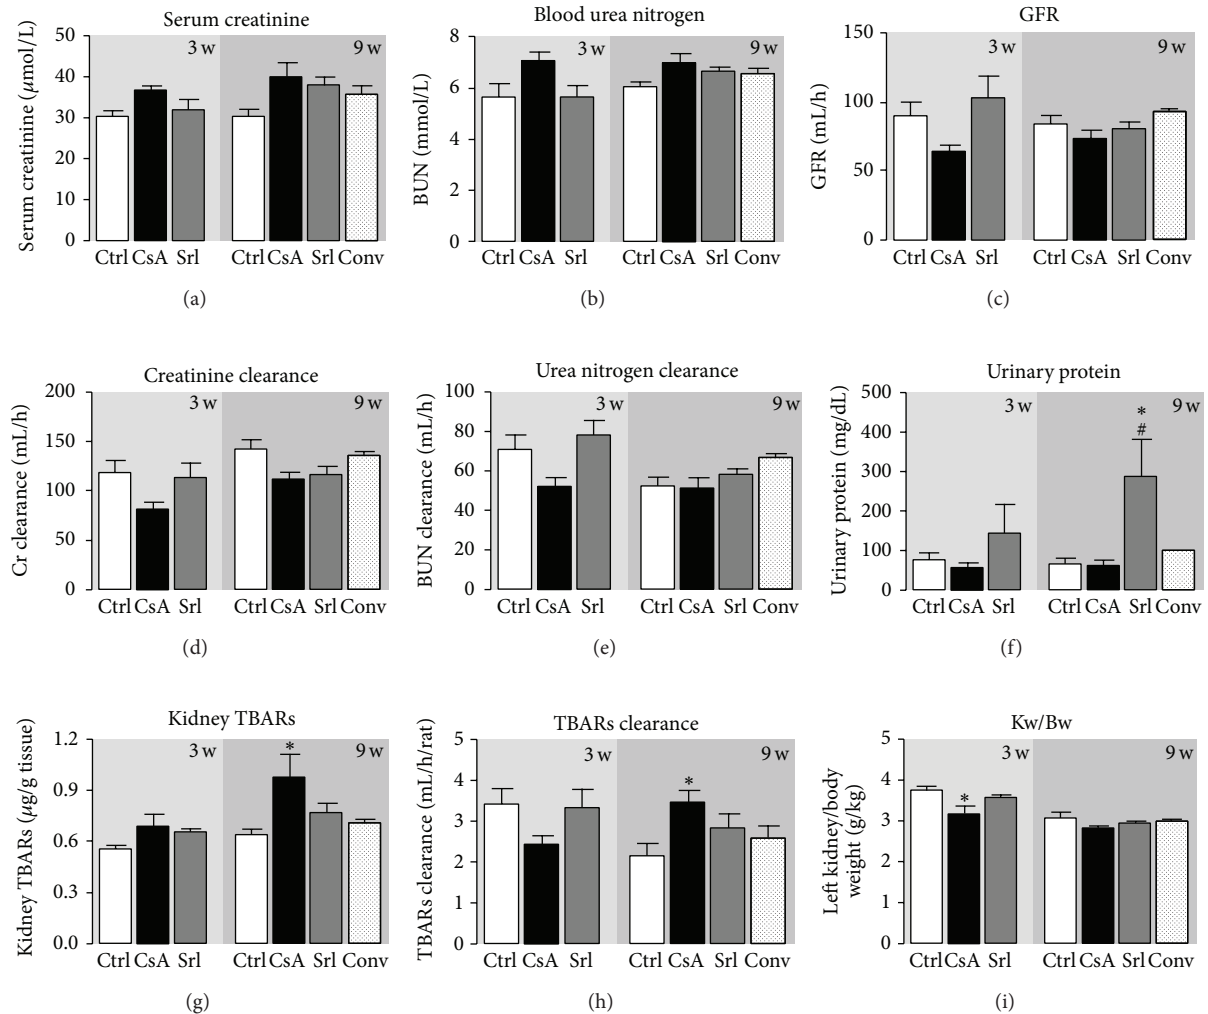 Serum creatinine
Serum creatinine (μmol/L)
50
40
30
20
10
0
3 w
9 w
Ctrl CsA Srl
Ctrl CsA Srl Conv
(a)
Blood urea nitrogen
BUN (mmol/L)
8
6
4
2
0
3 w
9 w
Ctrl CsA Srl
Ctrl CsA Srl Conv
(b)
GFR
GFR (mL/h)
150
100
50
0
3 w
9 w
Ctrl CsA Srl
Ctrl CsA Srl Conv
(c)
Creatinine clearance
Cr clearance (mL/h)
200
150
100
50
0
3 w
9 w
Ctrl CsA Srl
Ctrl CsA Srl Conv
(d)
Urea nitrogen clearance
BUN clearance (mL/h)
100
80
60
40
20
0
3 w
9 w
Ctrl CsA Srl
Ctrl CsA Srl Conv
(e)
Urinary protein
Urinary protein (mg/dL)
500
400
300
200
100
0
3 w
9 w
*
#
Ctrl CsA Srl
Ctrl CsA Srl Conv
(f)
Kidney TBARs
Kidney TBARs (μg/g tissue)
1.2
0.9
0.6
0.3
0.0
3 w
9 w
*
Ctrl CsA Srl
Ctrl CsA Srl Conv
(g)
TBARs clearance
TBARs clearance (mL/h/rat)
5
4
3
2
1
0
3 w
9 w
*
Ctrl CsA Srl
Ctrl CsA Srl Conv
(h)
Kw/Bw
Left kidney/body
weight (g/kg)
5
4
3
2
1
0
3 w
9 w
*
Ctrl CsA Srl
Ctrl CsA Srl Conv
(i)